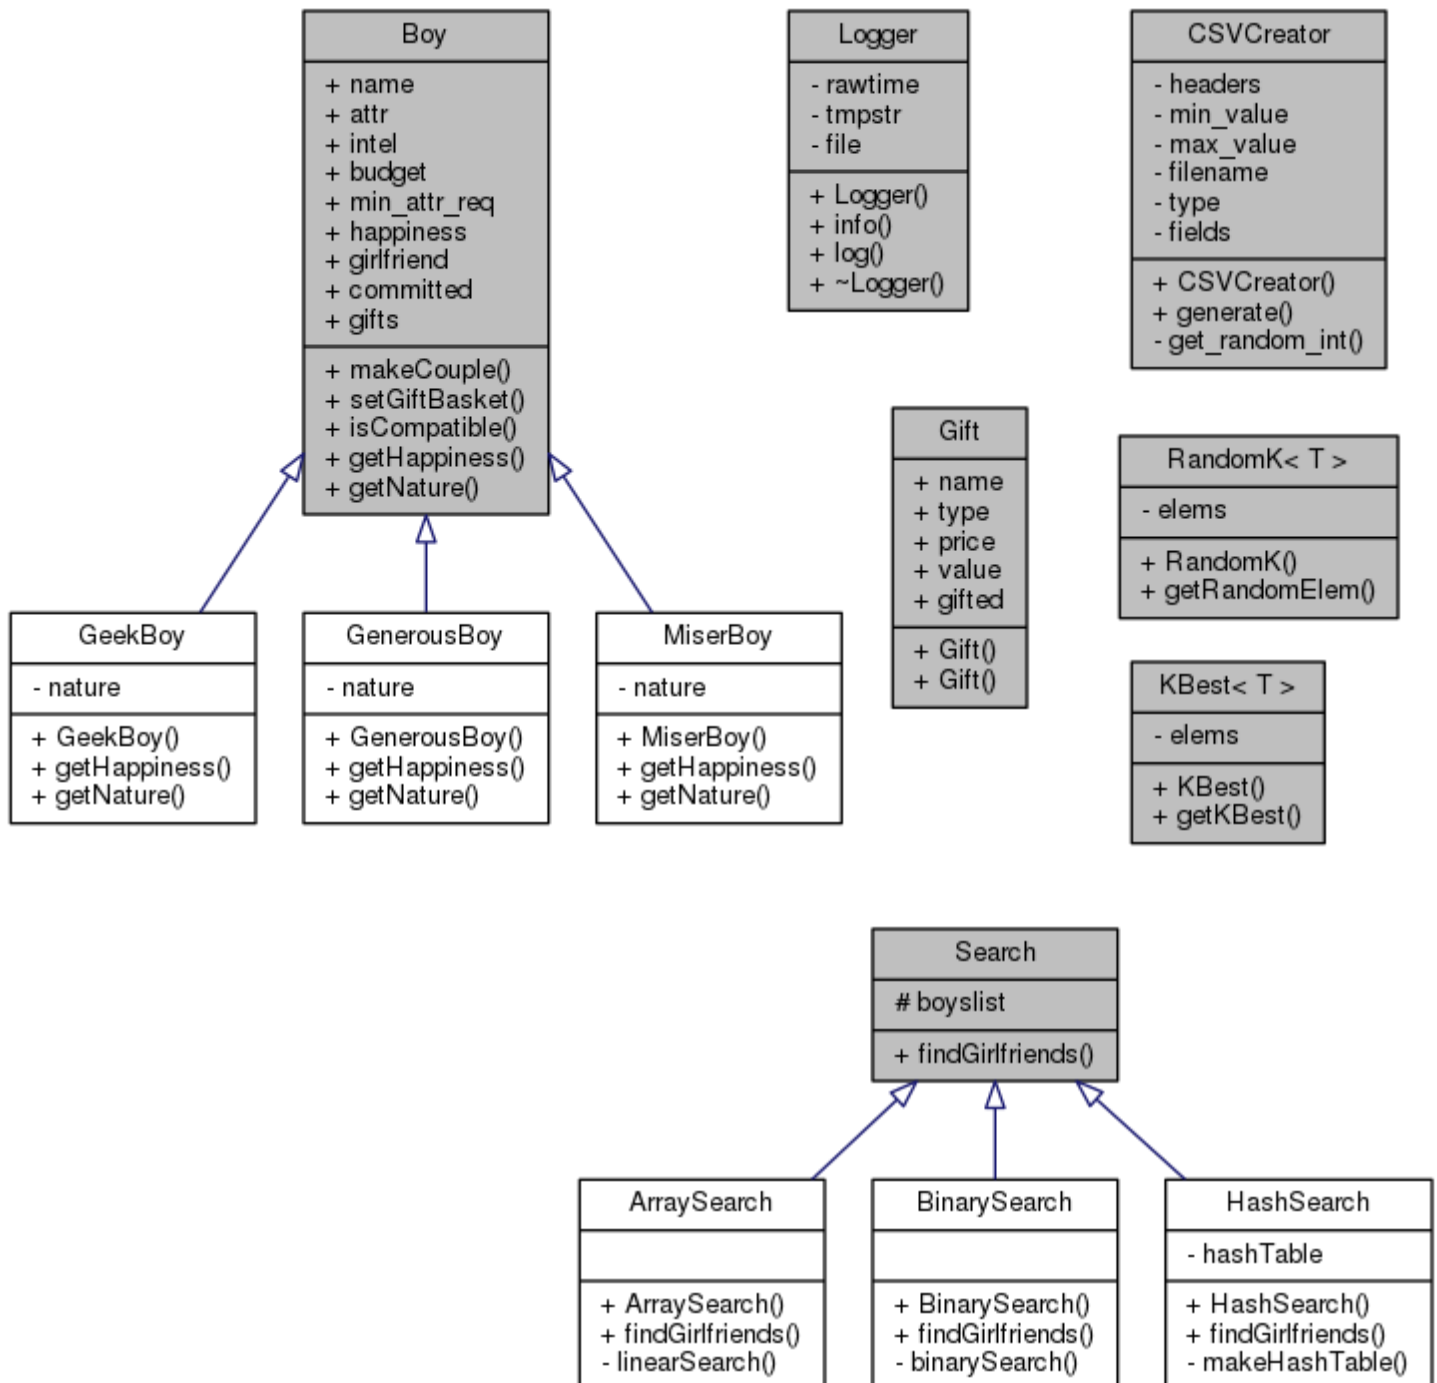 Boy
+ name
+ attr
+ intel
+ budget
+ min_attr_req
+ happiness
+ girlfriend
+ committed
+ gifts
+ makeCouple()
+ setGiftBasket()
+ isCompatible()
+ getHappiness()
+ getNature()
Logger
- rawtime
- tmpstr
- file
+ Logger()
+ info()
+ log()
+ ~Logger()
CSVCreator
- headers
- min_value
- max_value
- filename
- type
- fields
+ CSVCreator()
+ generate()
- get_random_int()
Gift
+ name
+ type
+ price
+ value
+ gifted
+ Gift()
+ Gift()
RandomK< T >
- elems
+ RandomK()
+ getRandomElem()
GeekBoy
- nature
+ GeekBoy()
+ getHappiness()
+ getNature()
GenerousBoy
- nature
+ GenerousBoy()
+ getHappiness()
+ getNature()
MiserBoy
- nature
+ MiserBoy()
+ getHappiness()
+ getNature()
KBest< T >
- elems
+ KBest()
+ getKBest()
Search
# boyslist
+ findGirlfriends()
ArraySearch
+ ArraySearch()
+ findGirlfriends()
- linearSearch()
BinarySearch
+ BinarySearch()
+ findGirlfriends()
- binarySearch()
HashSearch
- hashTable
+ HashSearch()
+ findGirlfriends()
- makeHashTable()